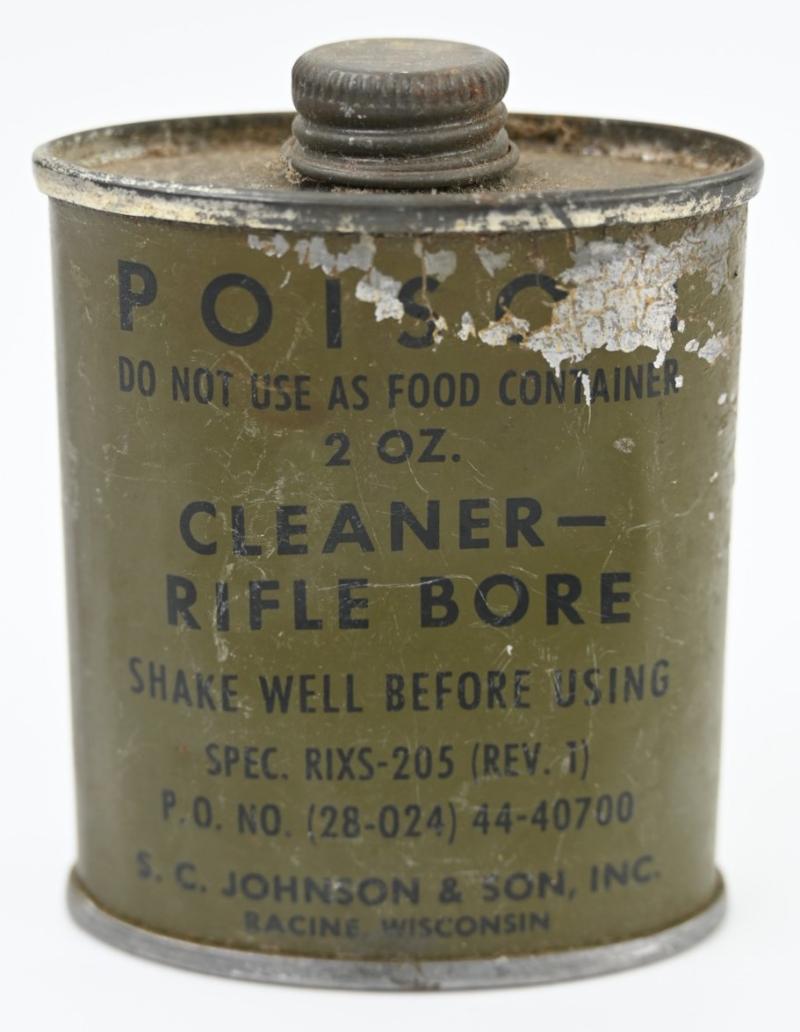 POISON
DO NOT USE AS FOOD CONTAINER
2 OZ.
CLEANER—
RIFLE BORE
SHAKE WELL BEFORE USING
SPEC. RIXS-205 (REV. 1)
P.O. NO. (28-024) 44-40700
S. C. JOHNSON & SON, INC.
RACINE, WISCONSIN